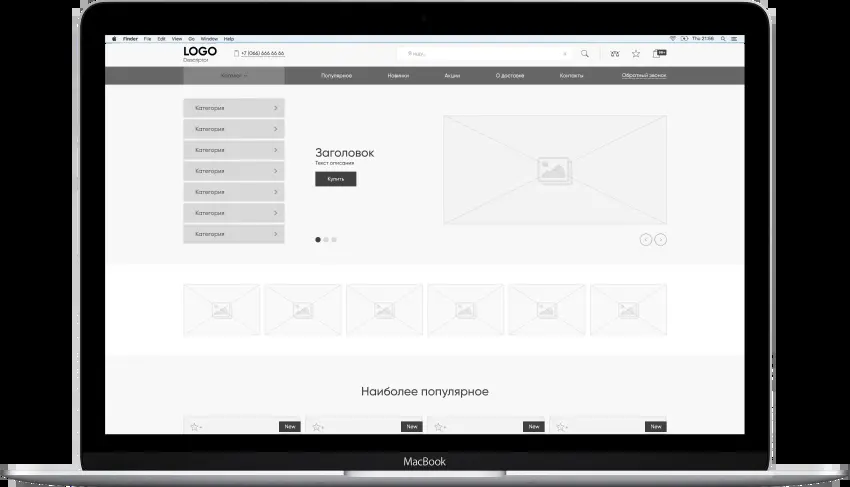 Finder File Edit View Go Window Help Thu 21:56
LOGO
Descriptor
+7 (066) 666 66 66
Каталог
Популярное Новинки Акции О доставке Контакты Обратный звонок
Категория
Категория
Категория
Категория
Категория
Категория
Категория
Заголовок
Текст описания
Купить
Наиболее популярное
New New New New
MacBook